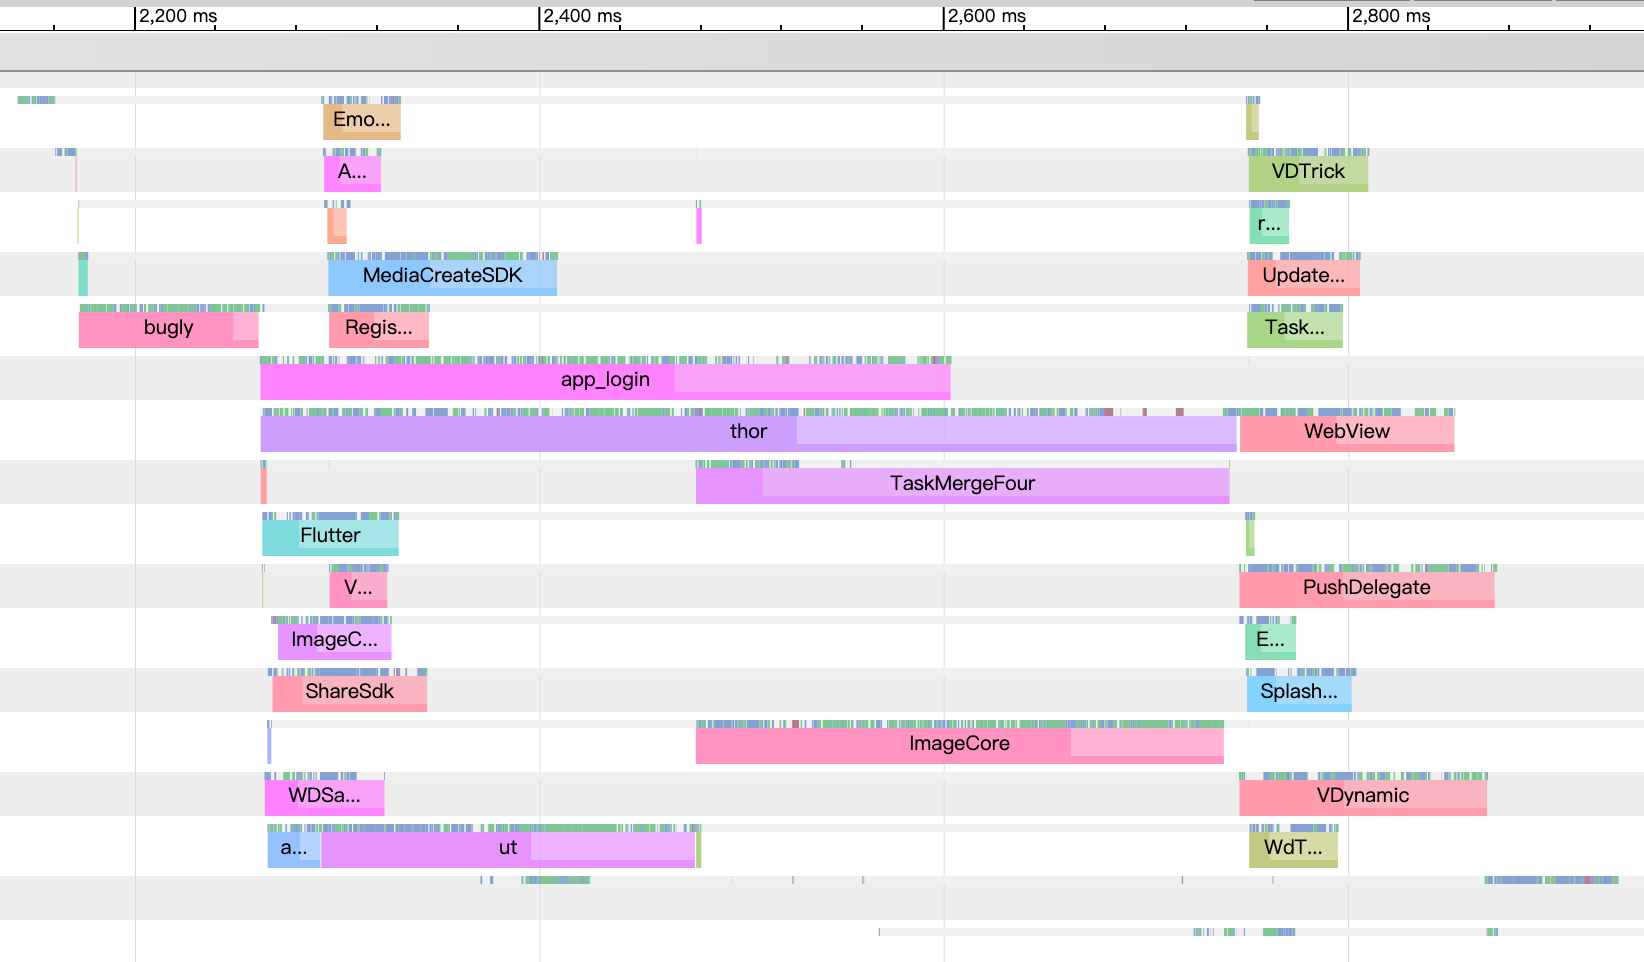 2,200 ms 2,400 ms 2,600 ms 2,800 ms
Emo...
A... VDTrick
r...
MediaCreateSDK Update...
bugly Regis... Task...
app_login
thor WebView
TaskMergeFour
Flutter
V... PushDelegate
ImageC... E...
ShareSdk Splash...
ImageCore
WDSa... VDynamic
a... ut WdT...